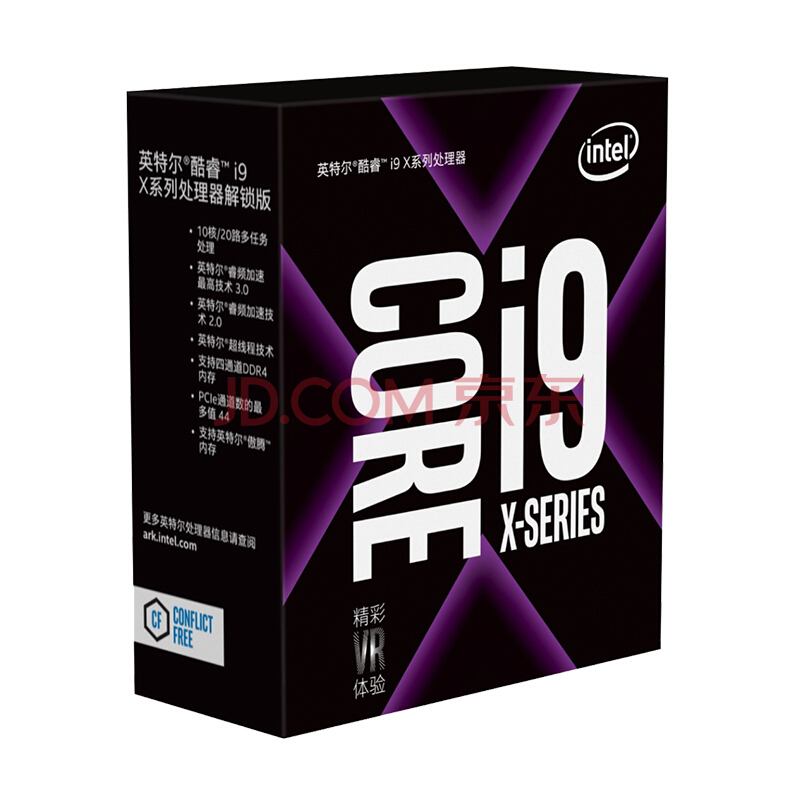 英特尔®酷睿™ i9
X系列处理器解锁版
• 10核/20路多任务
处理
• 英特尔®睿频加速
最高技术 3.0
• 英特尔®睿频加速技
术 2.0
• 英特尔®超线程技术
• 支持四通道DDR4
内存
• PCIe通道数的最
多值 44
• 支持英特尔®傲腾™
内存
更多英特尔处理器信息请查阅
ark.intel.com
CF
CONFLICT
FREE
英特尔®酷睿™ i9 X系列处理器
intel
CORE
i9
X-SERIES
精彩
VR
体验
JD.COM 京东